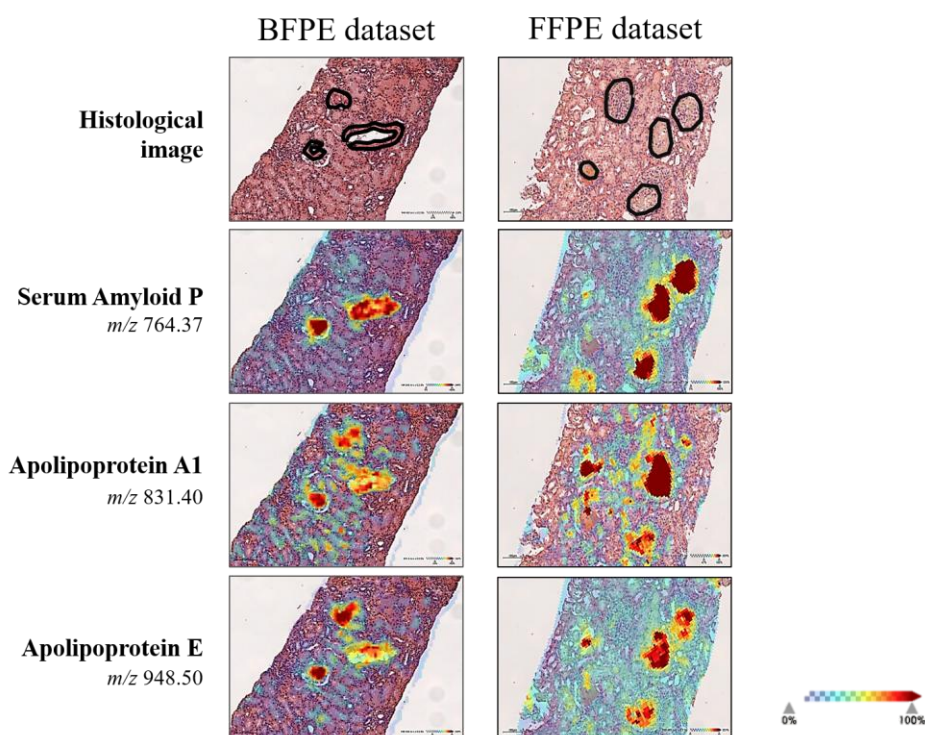 BFPE dataset
FFPE dataset
Histological
image
Serum Amyloid P
m/z 764.37
Apolipoprotein A1
m/z 831.40
Apolipoprotein E
m/z 948.50
0%
100%